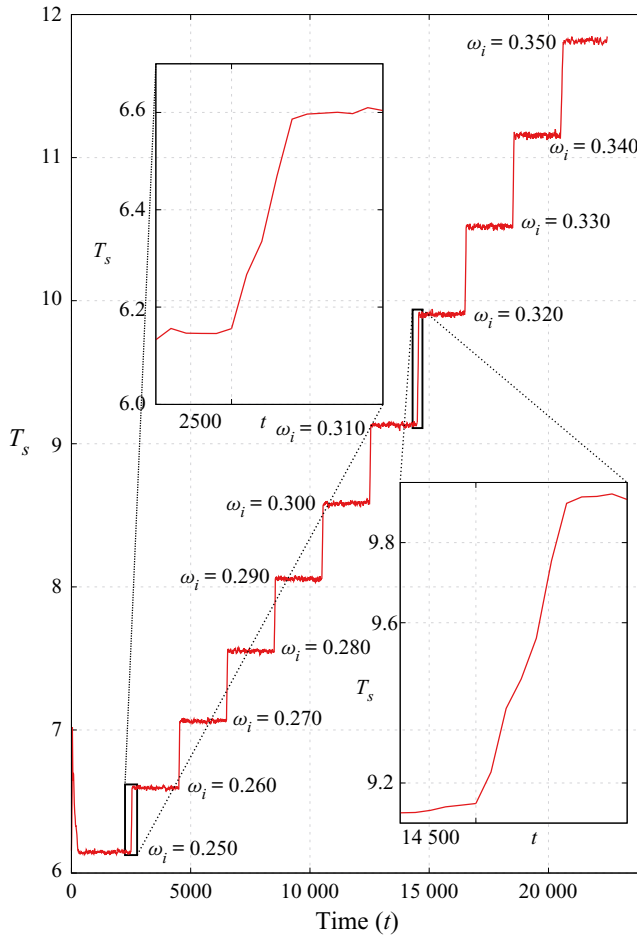 12
ω_i = 0.350
6.6
11
ω_i = 0.340
6.4
ω_i = 0.330
T_s
10
6.2
ω_i = 0.320
6.0
2500
t
ω_i = 0.310
T_s
9
ω_i = 0.300
9.8
8
ω_i = 0.290
9.6
ω_i = 0.280
T_s
ω_i = 0.270
7
9.2
ω_i = 0.260
14 500
t
ω_i = 0.250
6
0
5000
10 000
15 000
20 000
Time (t)